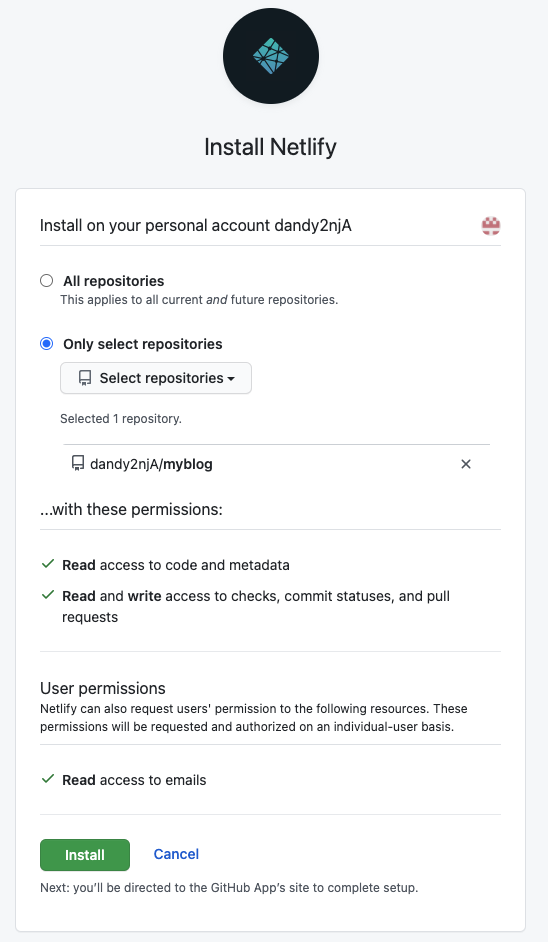 Install Netlify
Install on your personal account dandy2njA
All repositories
This applies to all current and future repositories.
Only select repositories
Select repositories
Selected 1 repository.
dandy2njA/myblog
...with these permissions:
Read access to code and metadata
Read and write access to checks, commit statuses, and pull
requests
User permissions
Netlify can also request users' permission to the following resources. These
permissions will be requested and authorized on an individual-user basis.
Read access to emails
Install Cancel
Next: you’ll be directed to the GitHub App’s site to complete setup.